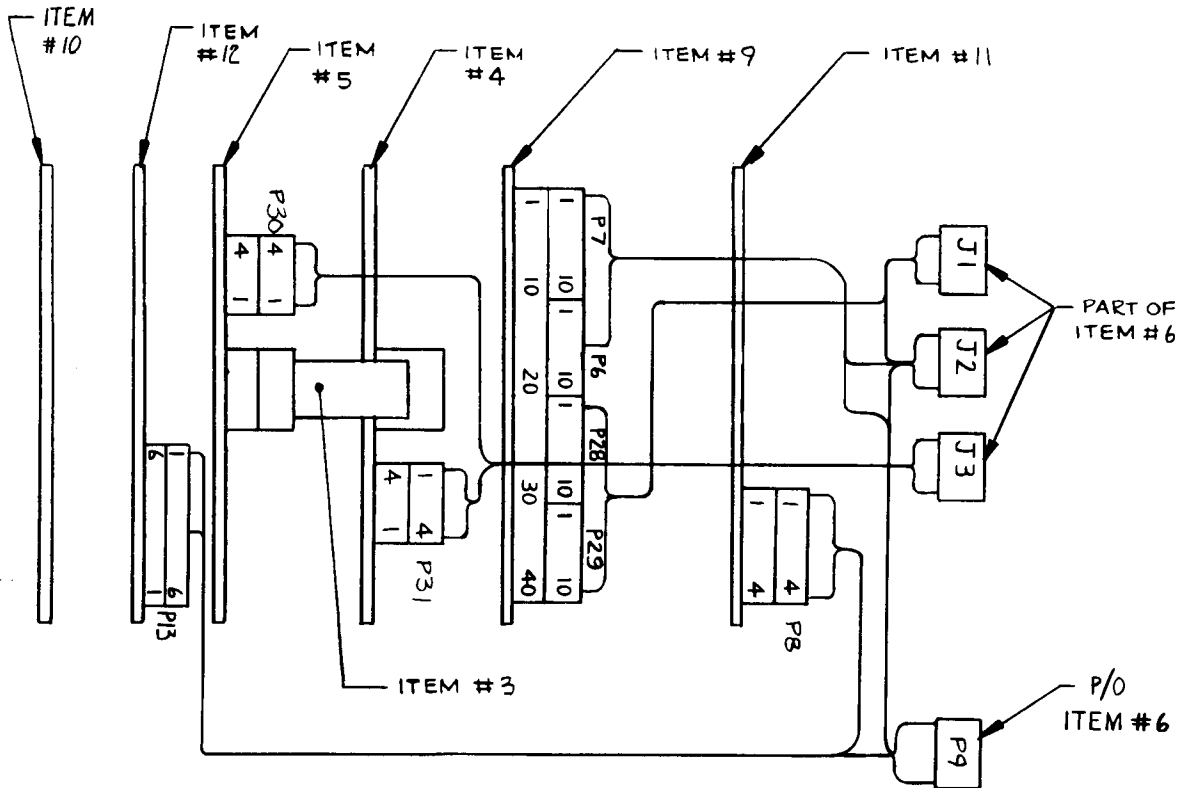 ITEM
#10
ITEM
#12
ITEM
#5
ITEM
#4
ITEM #9
ITEM #11
P30
4 4
1 1
1 1
10 10
1
20 10
1
30 10
1
40 10
P7
P6
P28
P29
J1
J2
J3
PART OF
ITEM #6
6 1
1 6
P13
4 1
1 4
P31
1 1
4 4
P8
ITEM #3
P/O
ITEM #6
P9